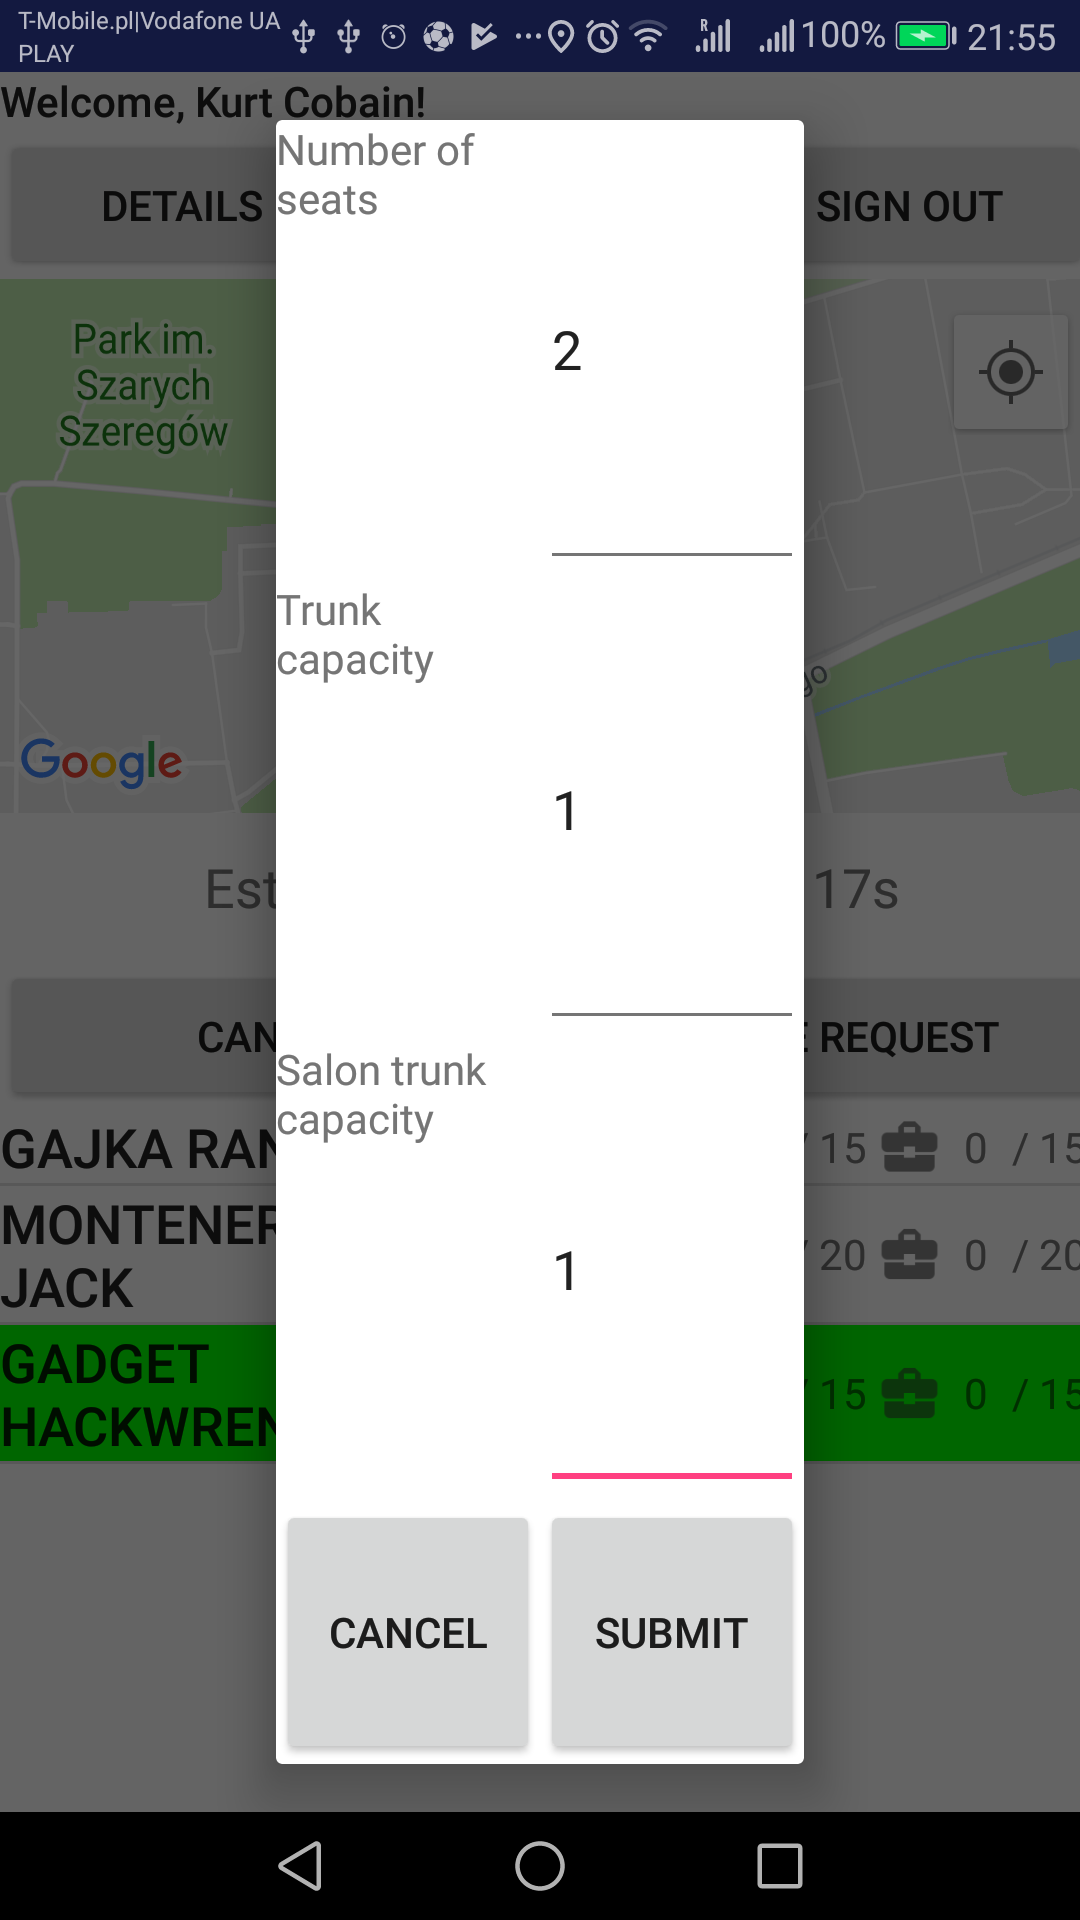 T-Mobile.pl|Vodafone UA
PLAY
R
100%
21:55
Welcome, Kurt Cobain!
DETAILS
SIGN OUT
Number of
seats
2
Park im.
Szarych
Szeregów
Trunk
capacity
1
go
Google
Est
17s
CAN
E REQUEST
Salon trunk
capacity
1
GAJKA RAN
/ 15
0 / 15
MONTENER
JACK
/ 20
0 / 20
GADGET
HACKWREN
/ 15
0 / 15
CANCEL
SUBMIT